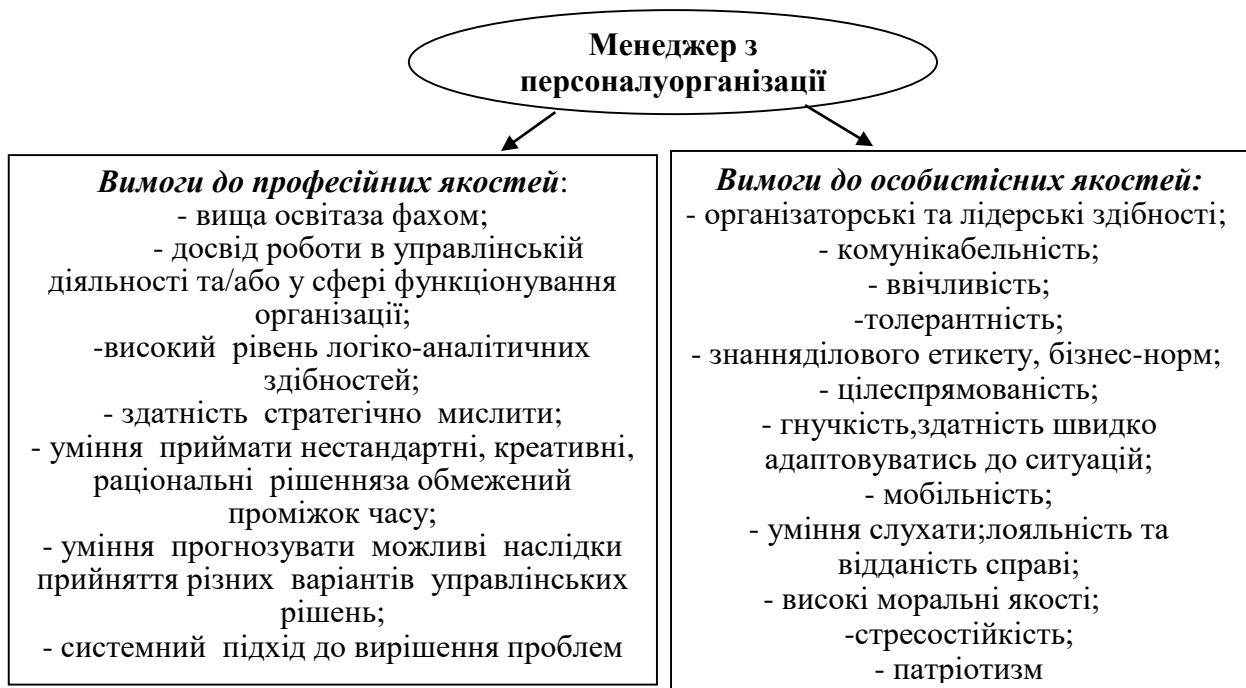 Менеджер з
персоналуорганізації
Вимоги до професійних якостей:
- вища освітаза фахом;
- досвід роботи в управлінській
діяльності та/або у сфері функціонування
організації;
-високий рівень логіко-аналітичних
здібностей;
- здатність стратегічно мислити;
- уміння приймати нестандартні, креативні,
раціональні рішенняза обмежений
проміжок часу;
- уміння прогнозувати можливі наслідки
прийняття різних варіантів управлінських
рішень;
- системний підхід до вирішення проблем
Вимоги до особистісних якостей:
- організаторські та лідерські здібності;
- комунікабельність;
- ввічливість;
-толерантність;
- знанняділового етикету, бізнес-норм;
- цілеспрямованість;
- гнучкість,здатність швидко
адаптовуватись до ситуацій;
- мобільність;
- уміння слухати;лояльність та
відданість справі;
- високі моральні якості;
-стресостійкість;
- патріотизм